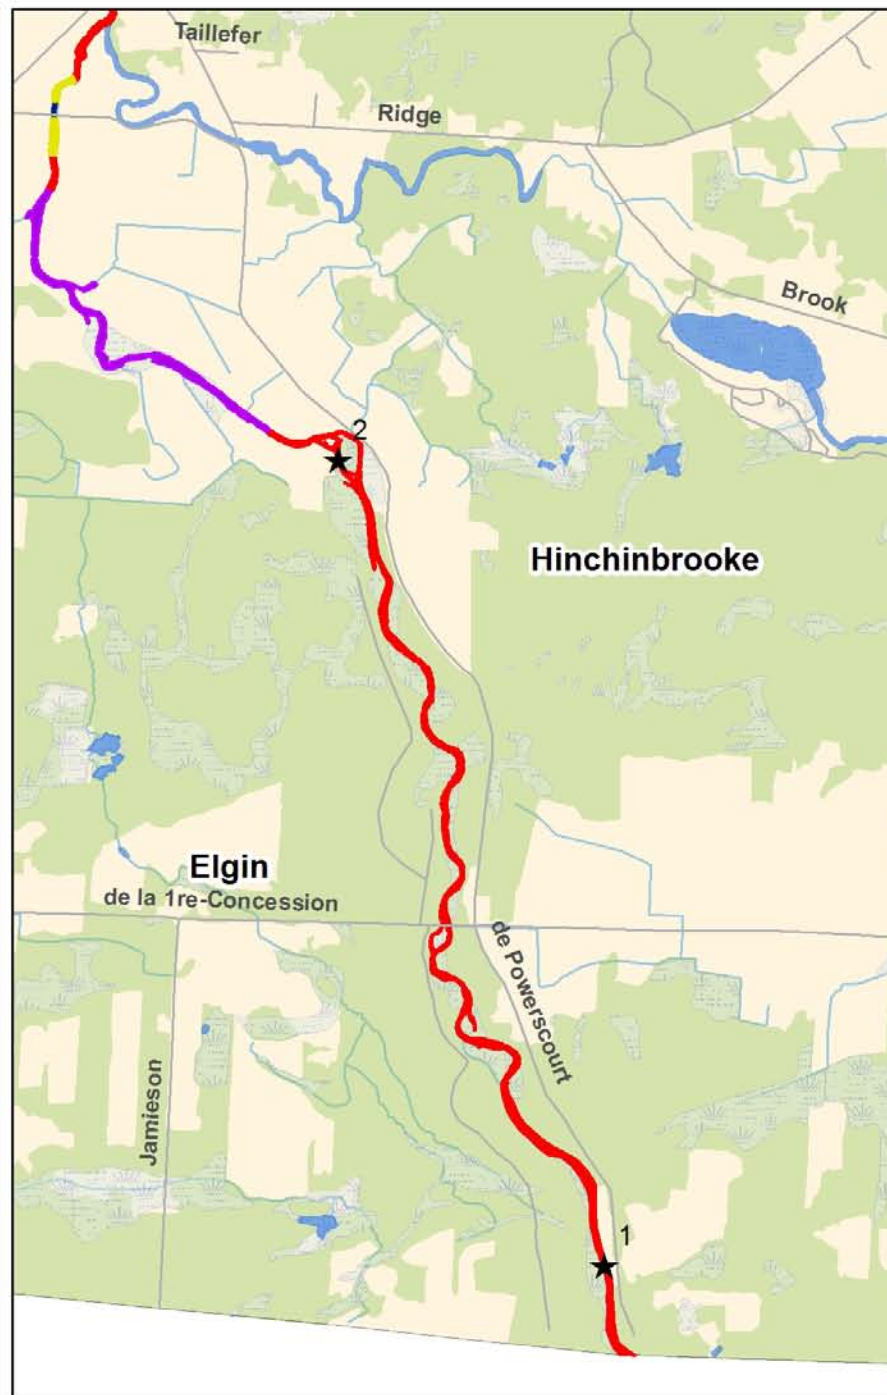 Taillefer
Ridge
Brook
2
Hinchinbrooke
Elgin
de la 1re-Concession
de Powerscourt
Jamieson
1